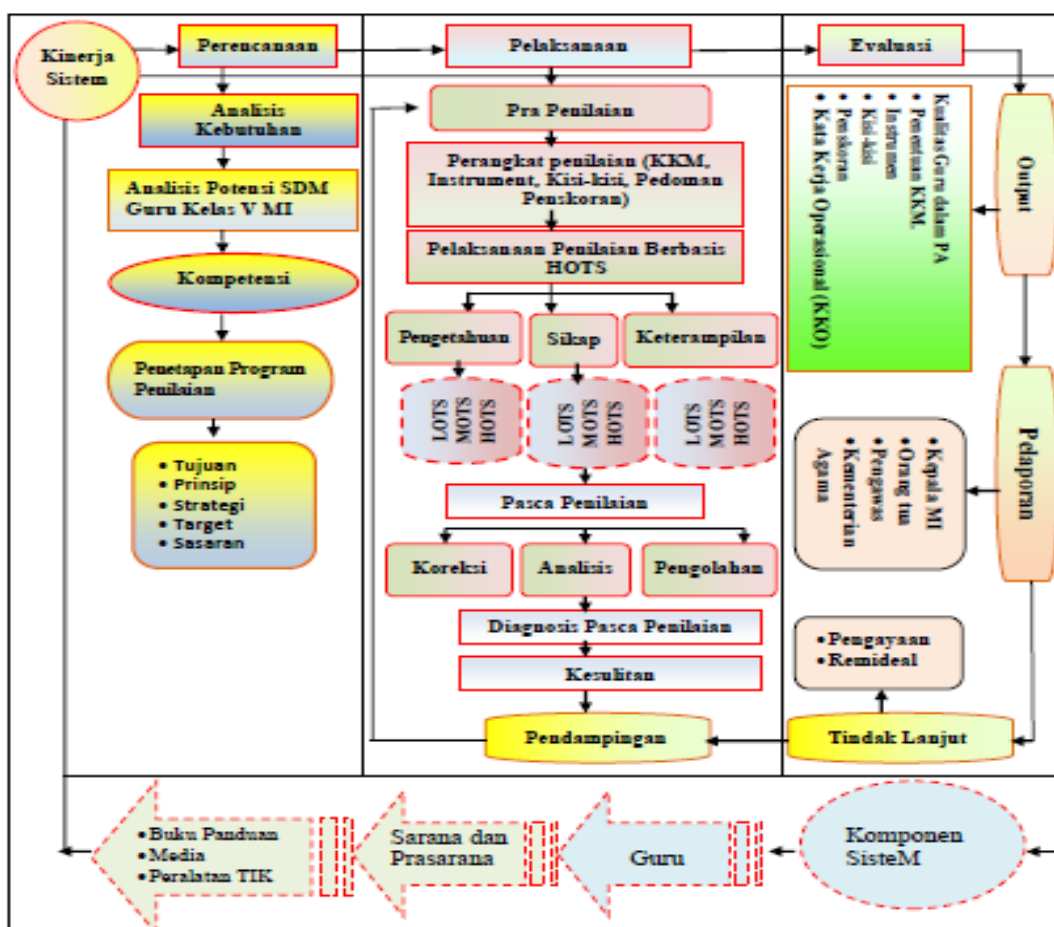 Kinerja
Sistem
Perencanaan
Pelaksanaan
Evaluasi
Analisis
Kebutuhan
Analisis Potensi SDM
Guru Kelas V MI
Kompetensi
Penetapan Program
Penilaian
• Tujuan
• Prinsip
• Strategi
• Target
• Sasaran
Pra Penilaian
Perangkat penilaian (KKM,
Instrument, Kisi-kisi, Pedoman
Penskoran)
Pelaksanaan Penilaian Berbasis
HOTS
Pengetahuan
Sikap
Keterampilan
LOTS
MOTS
HOTS
LOTS
MOTS
HOTS
LOTS
MOTS
HOTS
Pasca Penilaian
Koreksi
Analisis
Pengolahan
Diagnosis Pasca Penilaian
Kesulitan
Pendampingan
Kualitas Guru dalam PA
• Penentuan KKM.
• Instrumen
• Kisi-kisi
• Penskoran
• Kata Kerja Operasional (KKO)
Output
Pelaporan
• Kepala MI
• Orang tua
• Pengawas
• Kementerian
Agama
• Pengayaan
• Remideal
Tindak Lanjut
• Buku Panduan
• Media
• Peralatan TIK
Sarana dan
Prasarana
Guru
Komponen
SisteM